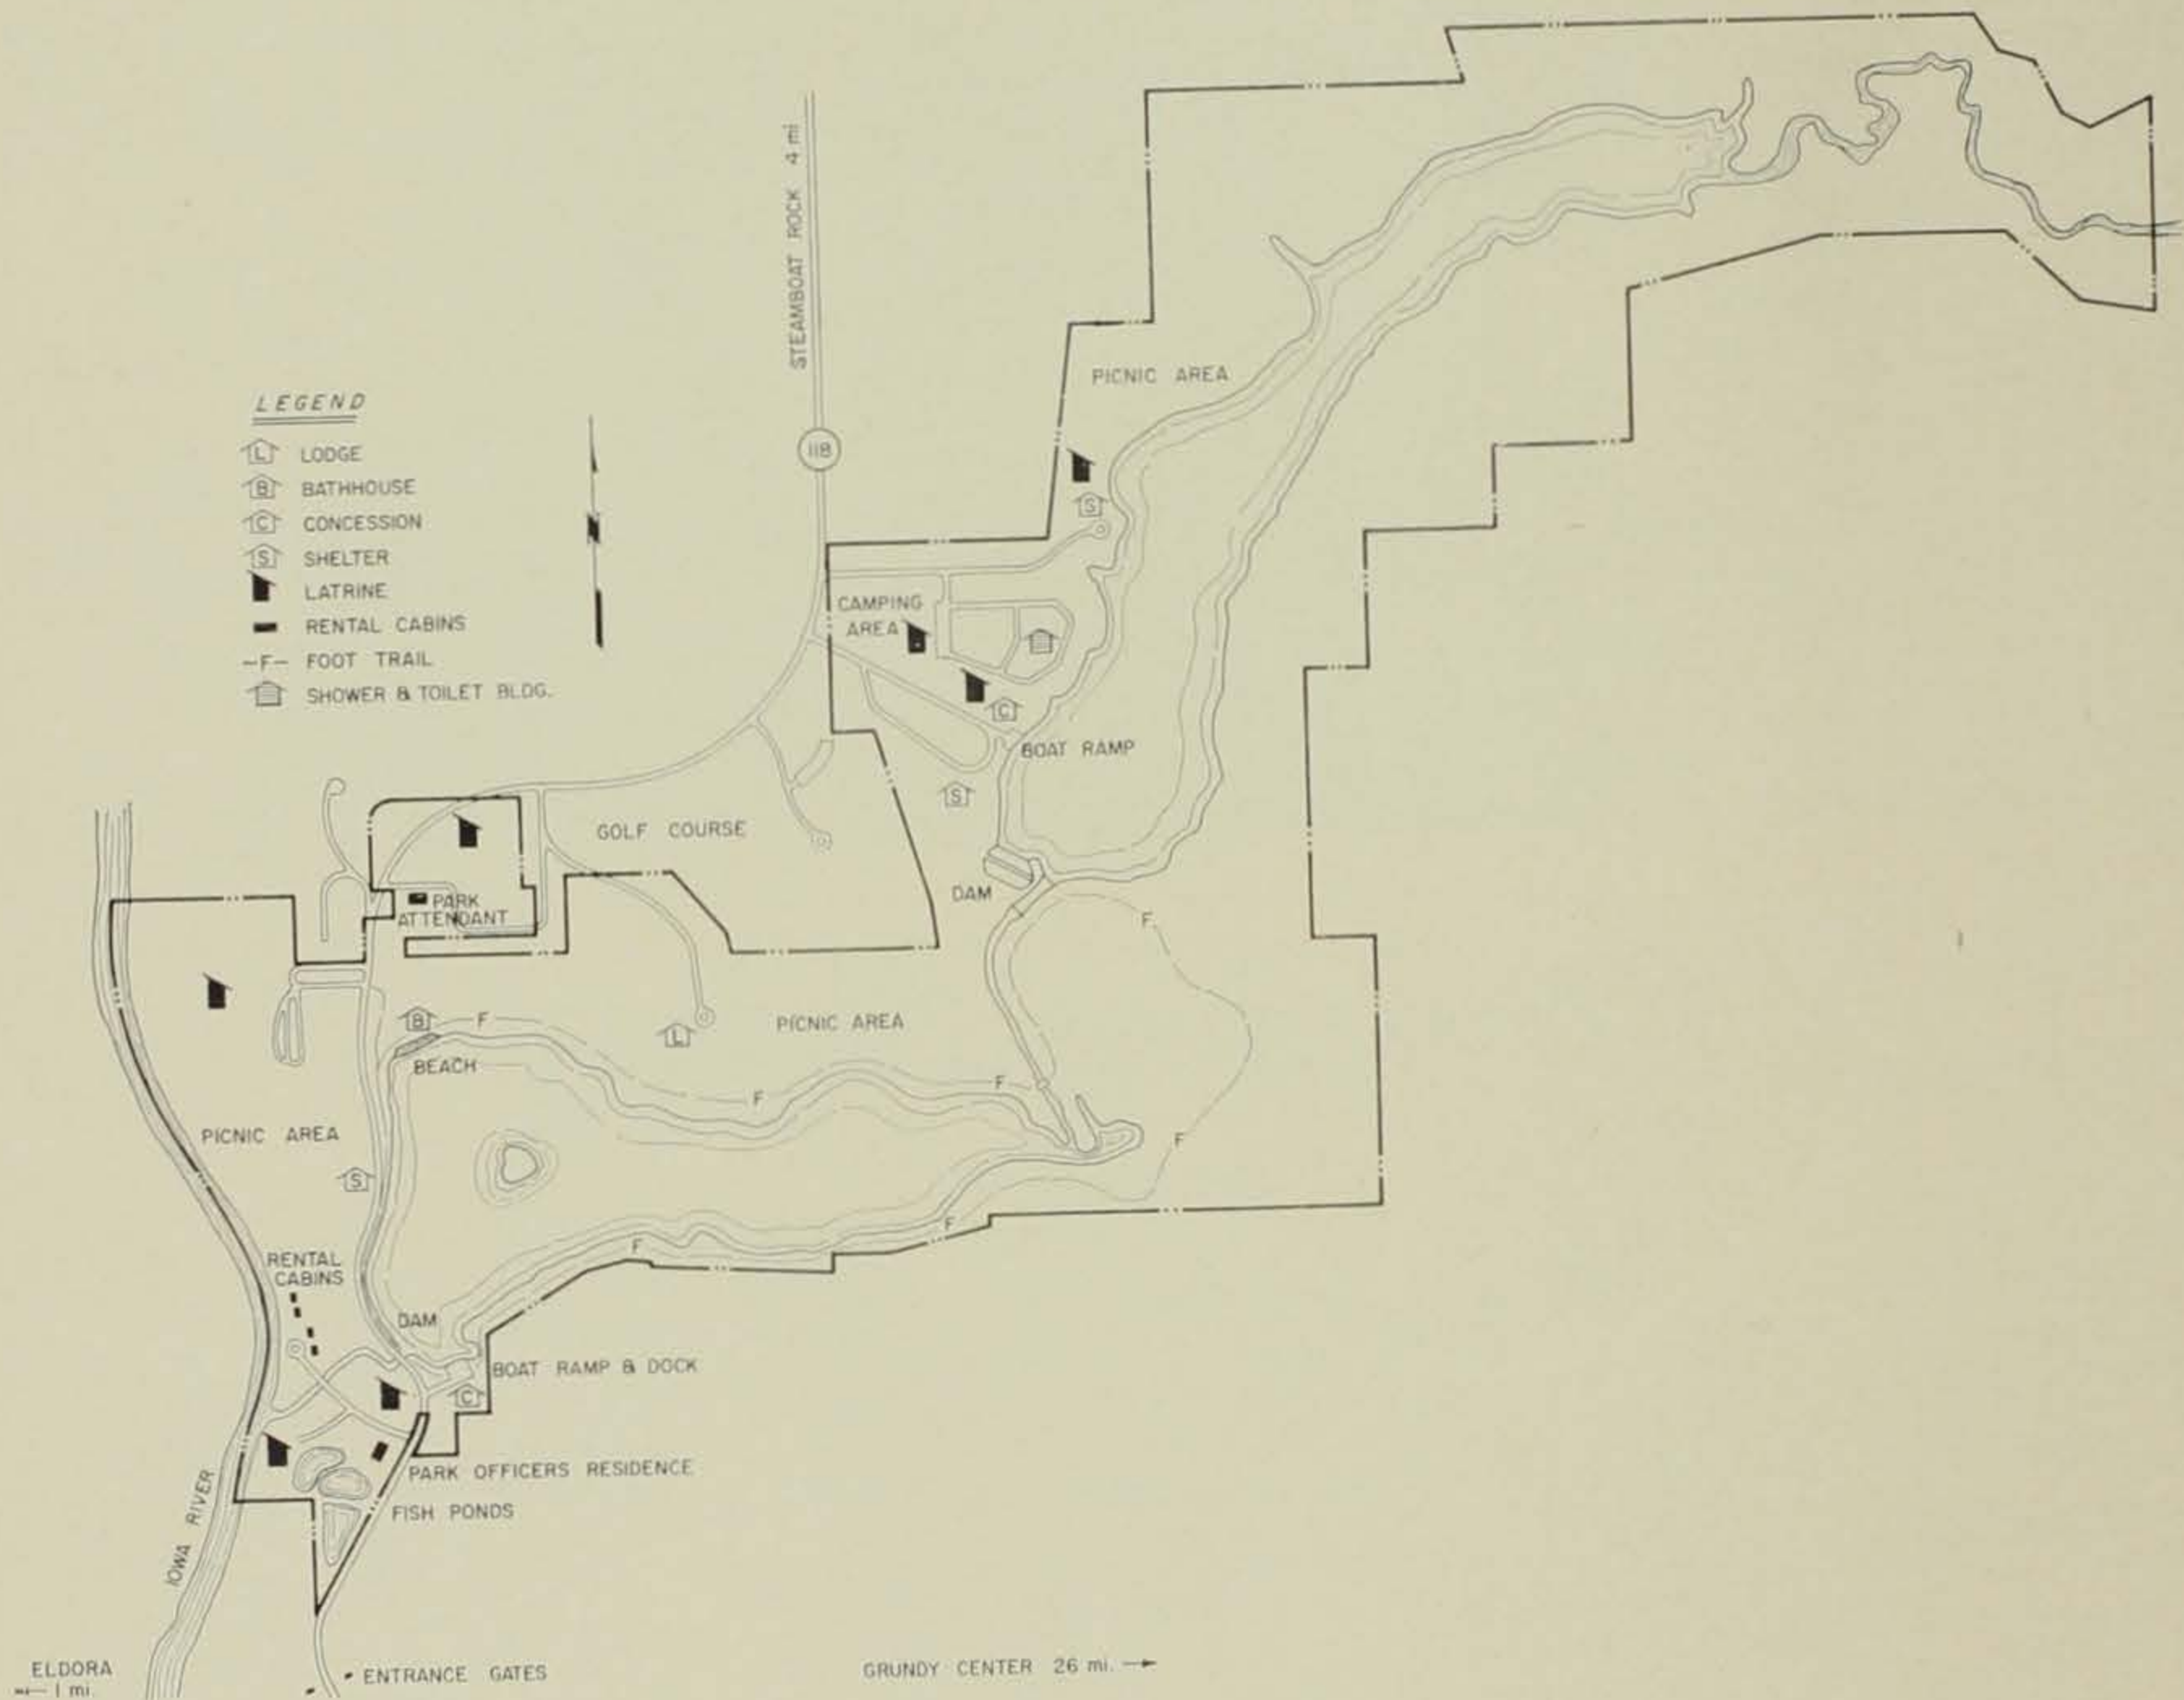 STEAMBOAT ROCK 4 mi
118
LEGEND
L LODGE
B BATHHOUSE
C CONCESSION
S SHELTER
LATRINE
RENTAL CABINS
-F- FOOT TRAIL
SHOWER & TOILET BLDG.
N
PICNIC AREA
S
CAMPING
AREA
C
BOAT RAMP
S
GOLF COURSE
DAM
PARK
ATTENDANT
F
B
F
L
PICNIC AREA
BEACH
F
F
F
PICNIC AREA
S
F
F
RENTAL
CABINS
DAM
BOAT RAMP & DOCK
C
PARK OFFICERS RESIDENCE
FISH PONDS
IOWA RIVER
ELDORA
1 mi.
ENTRANCE GATES
GRUNDY CENTER 26 mi.